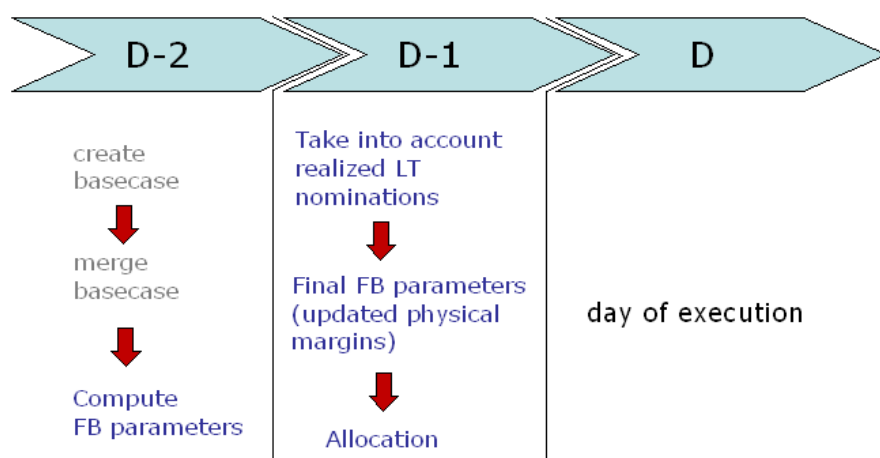 D-2
D-1
D
create
basecase
merge
basecase
Compute
FB parameters
Take into account
realized LT
nominations
Final FB parameters
(updated physical
margins)
Allocation
day of execution